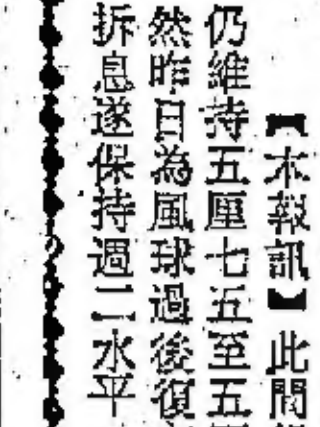 【本報訊】此間
仍維持五厘七五至五
然昨日為風球過後復
拆息遂保持週二水平